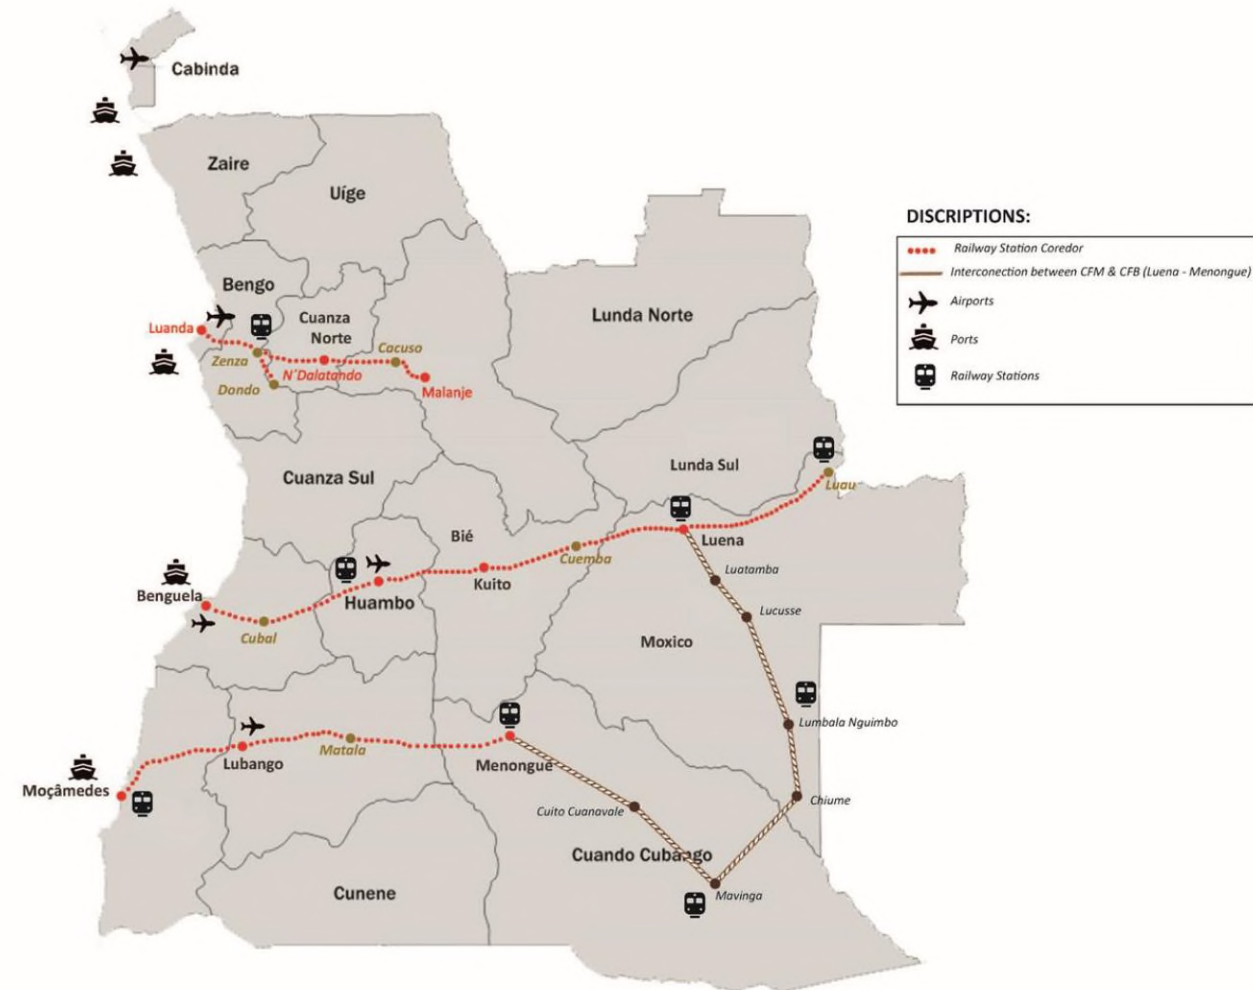 Cabinda
Zaire
Uíge
DISCRIPTIONS:
Railway Station Coredor
Interconection between CFM & CFB (Luena - Menongue)
Airports
Ports
Railway Stations
Bengo
Lunda Norte
Cuanza
Norte
Luanda
Zenza
Cacuso
N´Dalatando
Dondo
Malanje
Cuanza Sul
Lunda Sul
Luau
Bié
Luena
Cuemba
Luatamba
Kuito
Benguela
Huambo
Lucusse
Cubal
Moxico
Lumbala Nguimbo
Matala
Lubango
Menongue
Moçâmedes
Chiume
Cuito Cuanavale
Cuando Cubango
Cunene
Mavinga